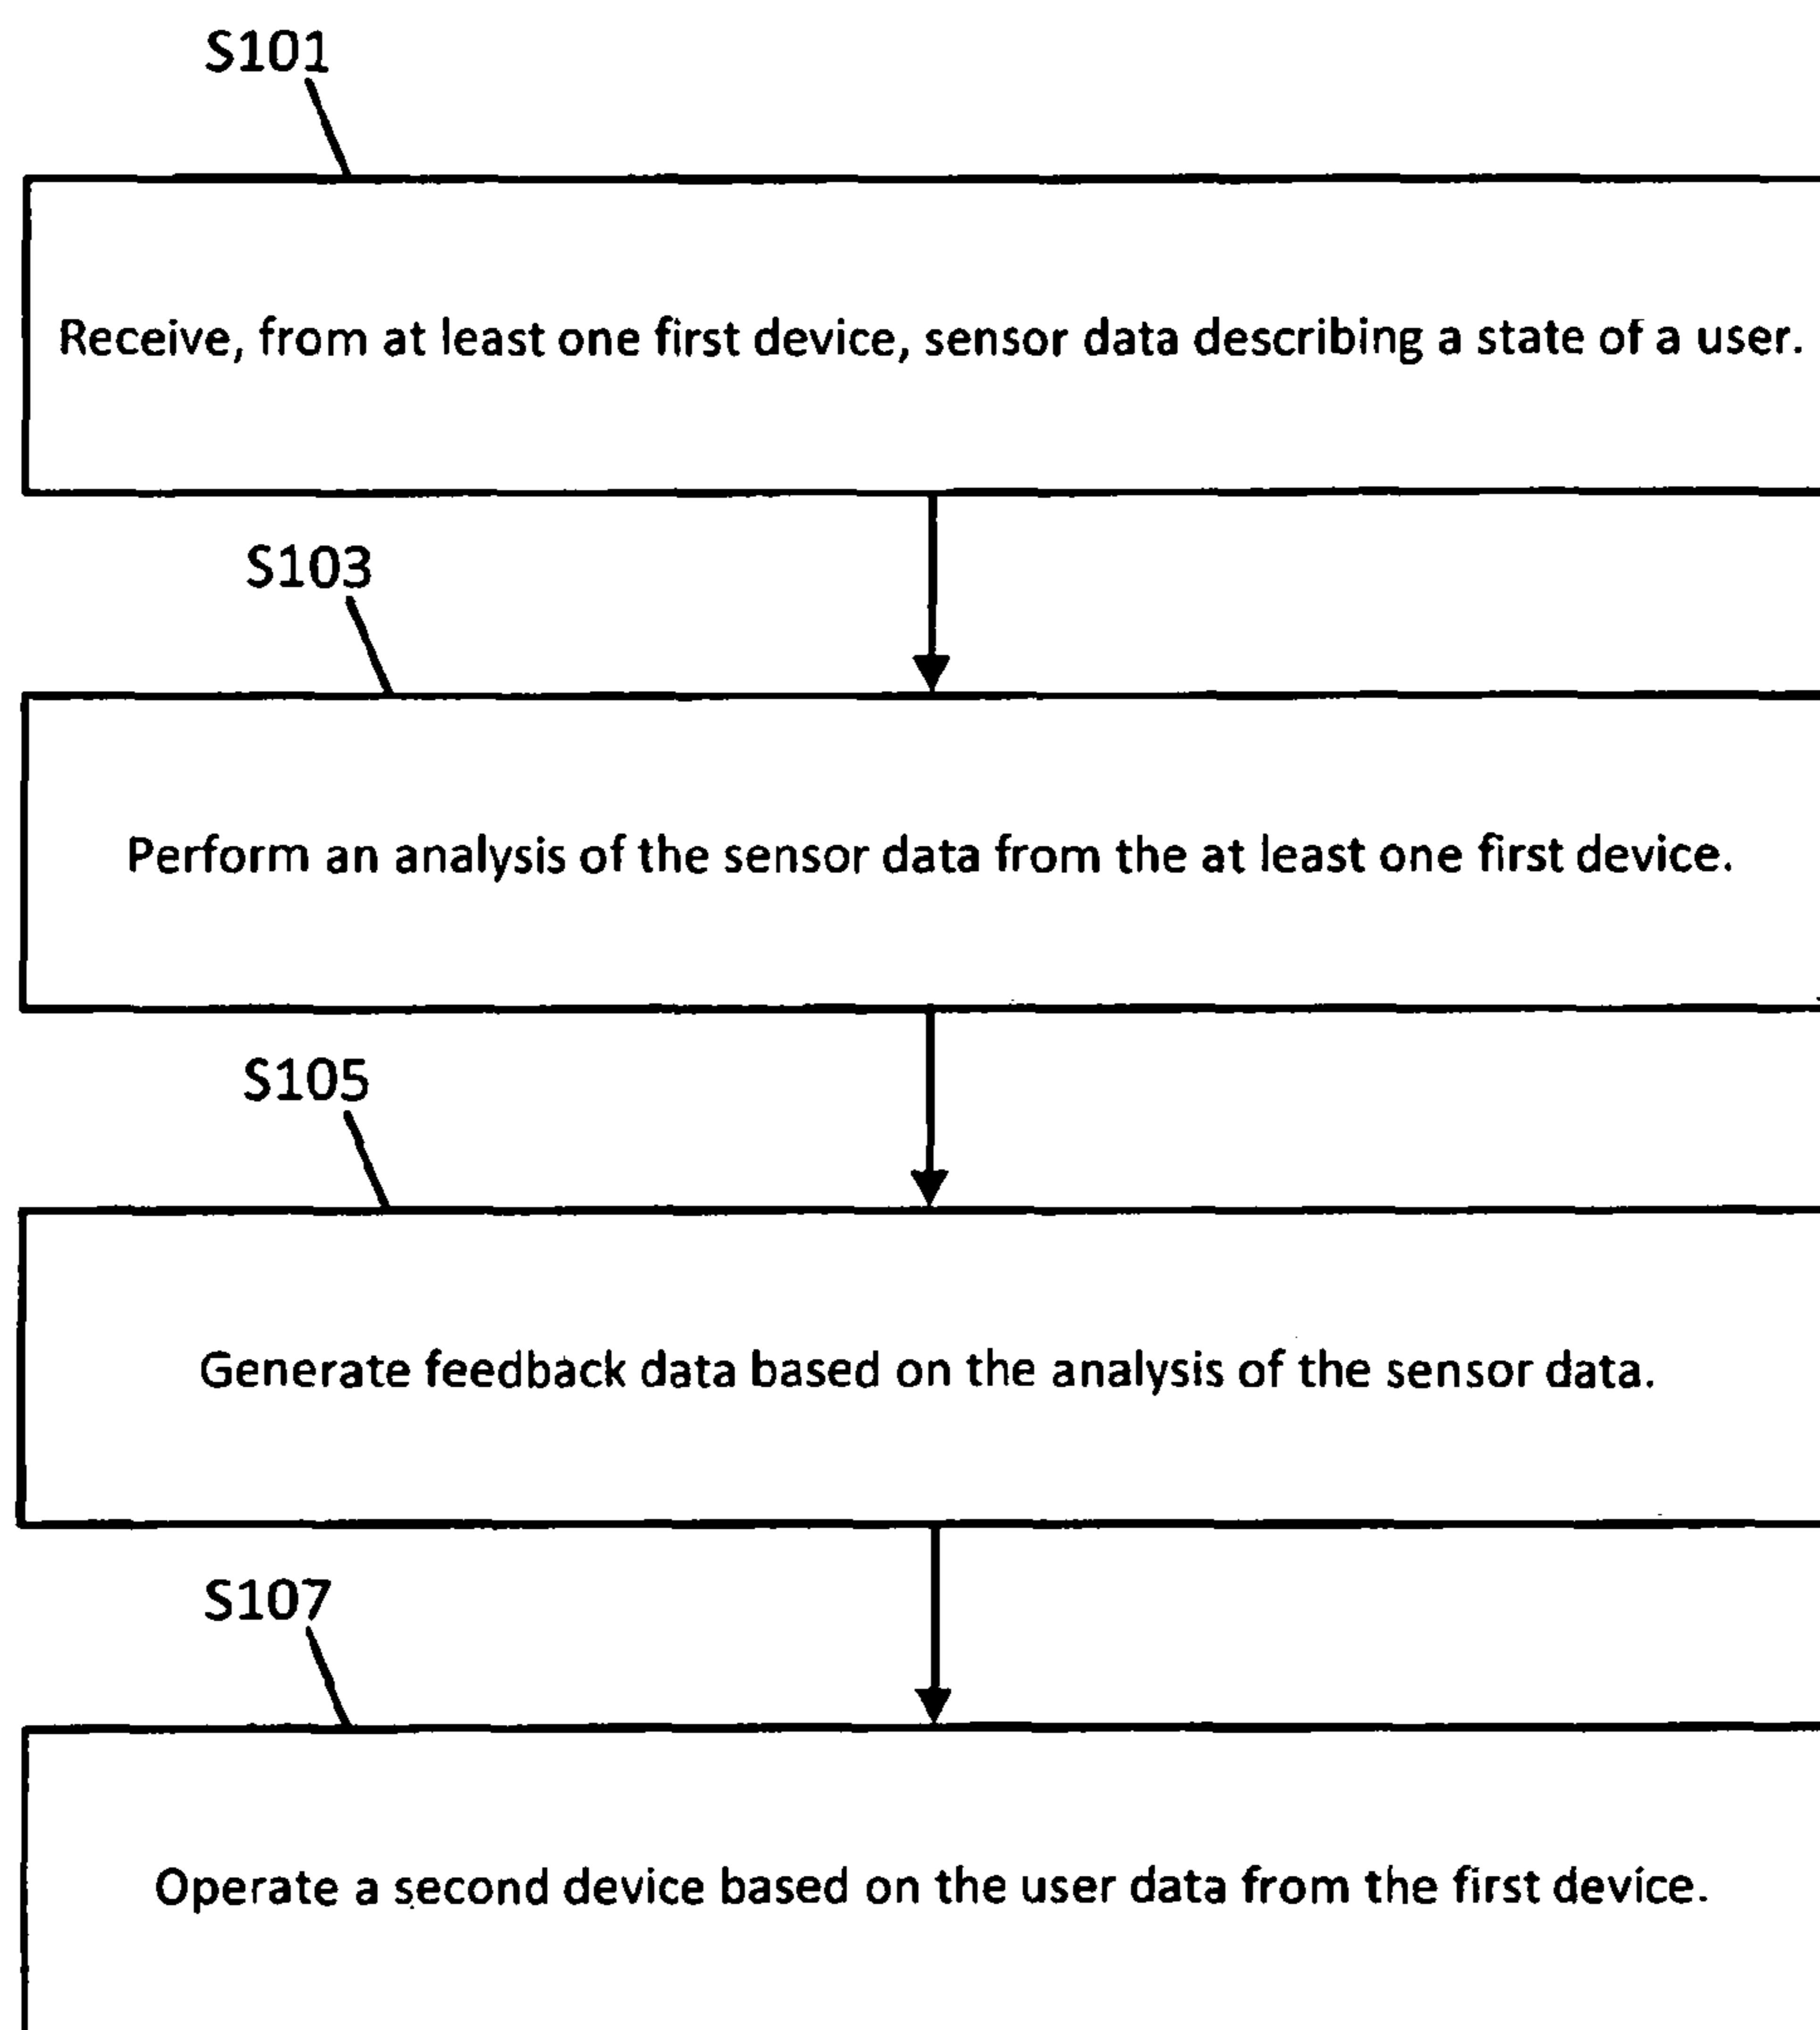 S101
Receive, from at least one first device, sensor data describing a state of a user.
S103
Perform an analysis of the sensor data from the at least one first device.
S105
Generate feedback data based on the analysis of the sensor data.
S107
Operate a second device based on the user data from the first device.